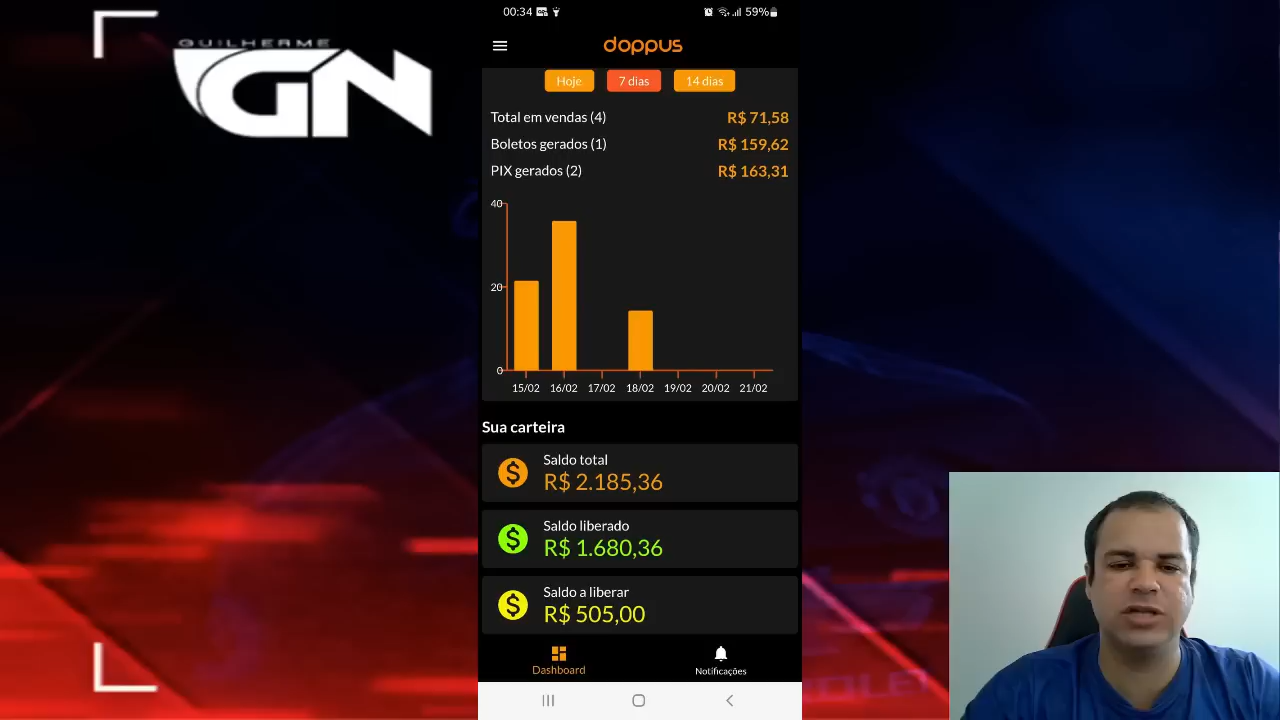 GUILHERME
GN
00:34
59%
doppus
Hoje
7 dias
14 dias
Total em vendas (4)
R$ 71,58
Boletos gerados (1)
R$ 159,62
PIX gerados (2)
R$ 163,31
40
20
0
15/02 16/02 17/02 18/02 19/02 20/02 21/02
Sua carteira
Saldo total
R$ 2.185,36
Saldo liberado
R$ 1.680,36
Saldo a liberar
R$ 505,00
Dashboard
Notificações